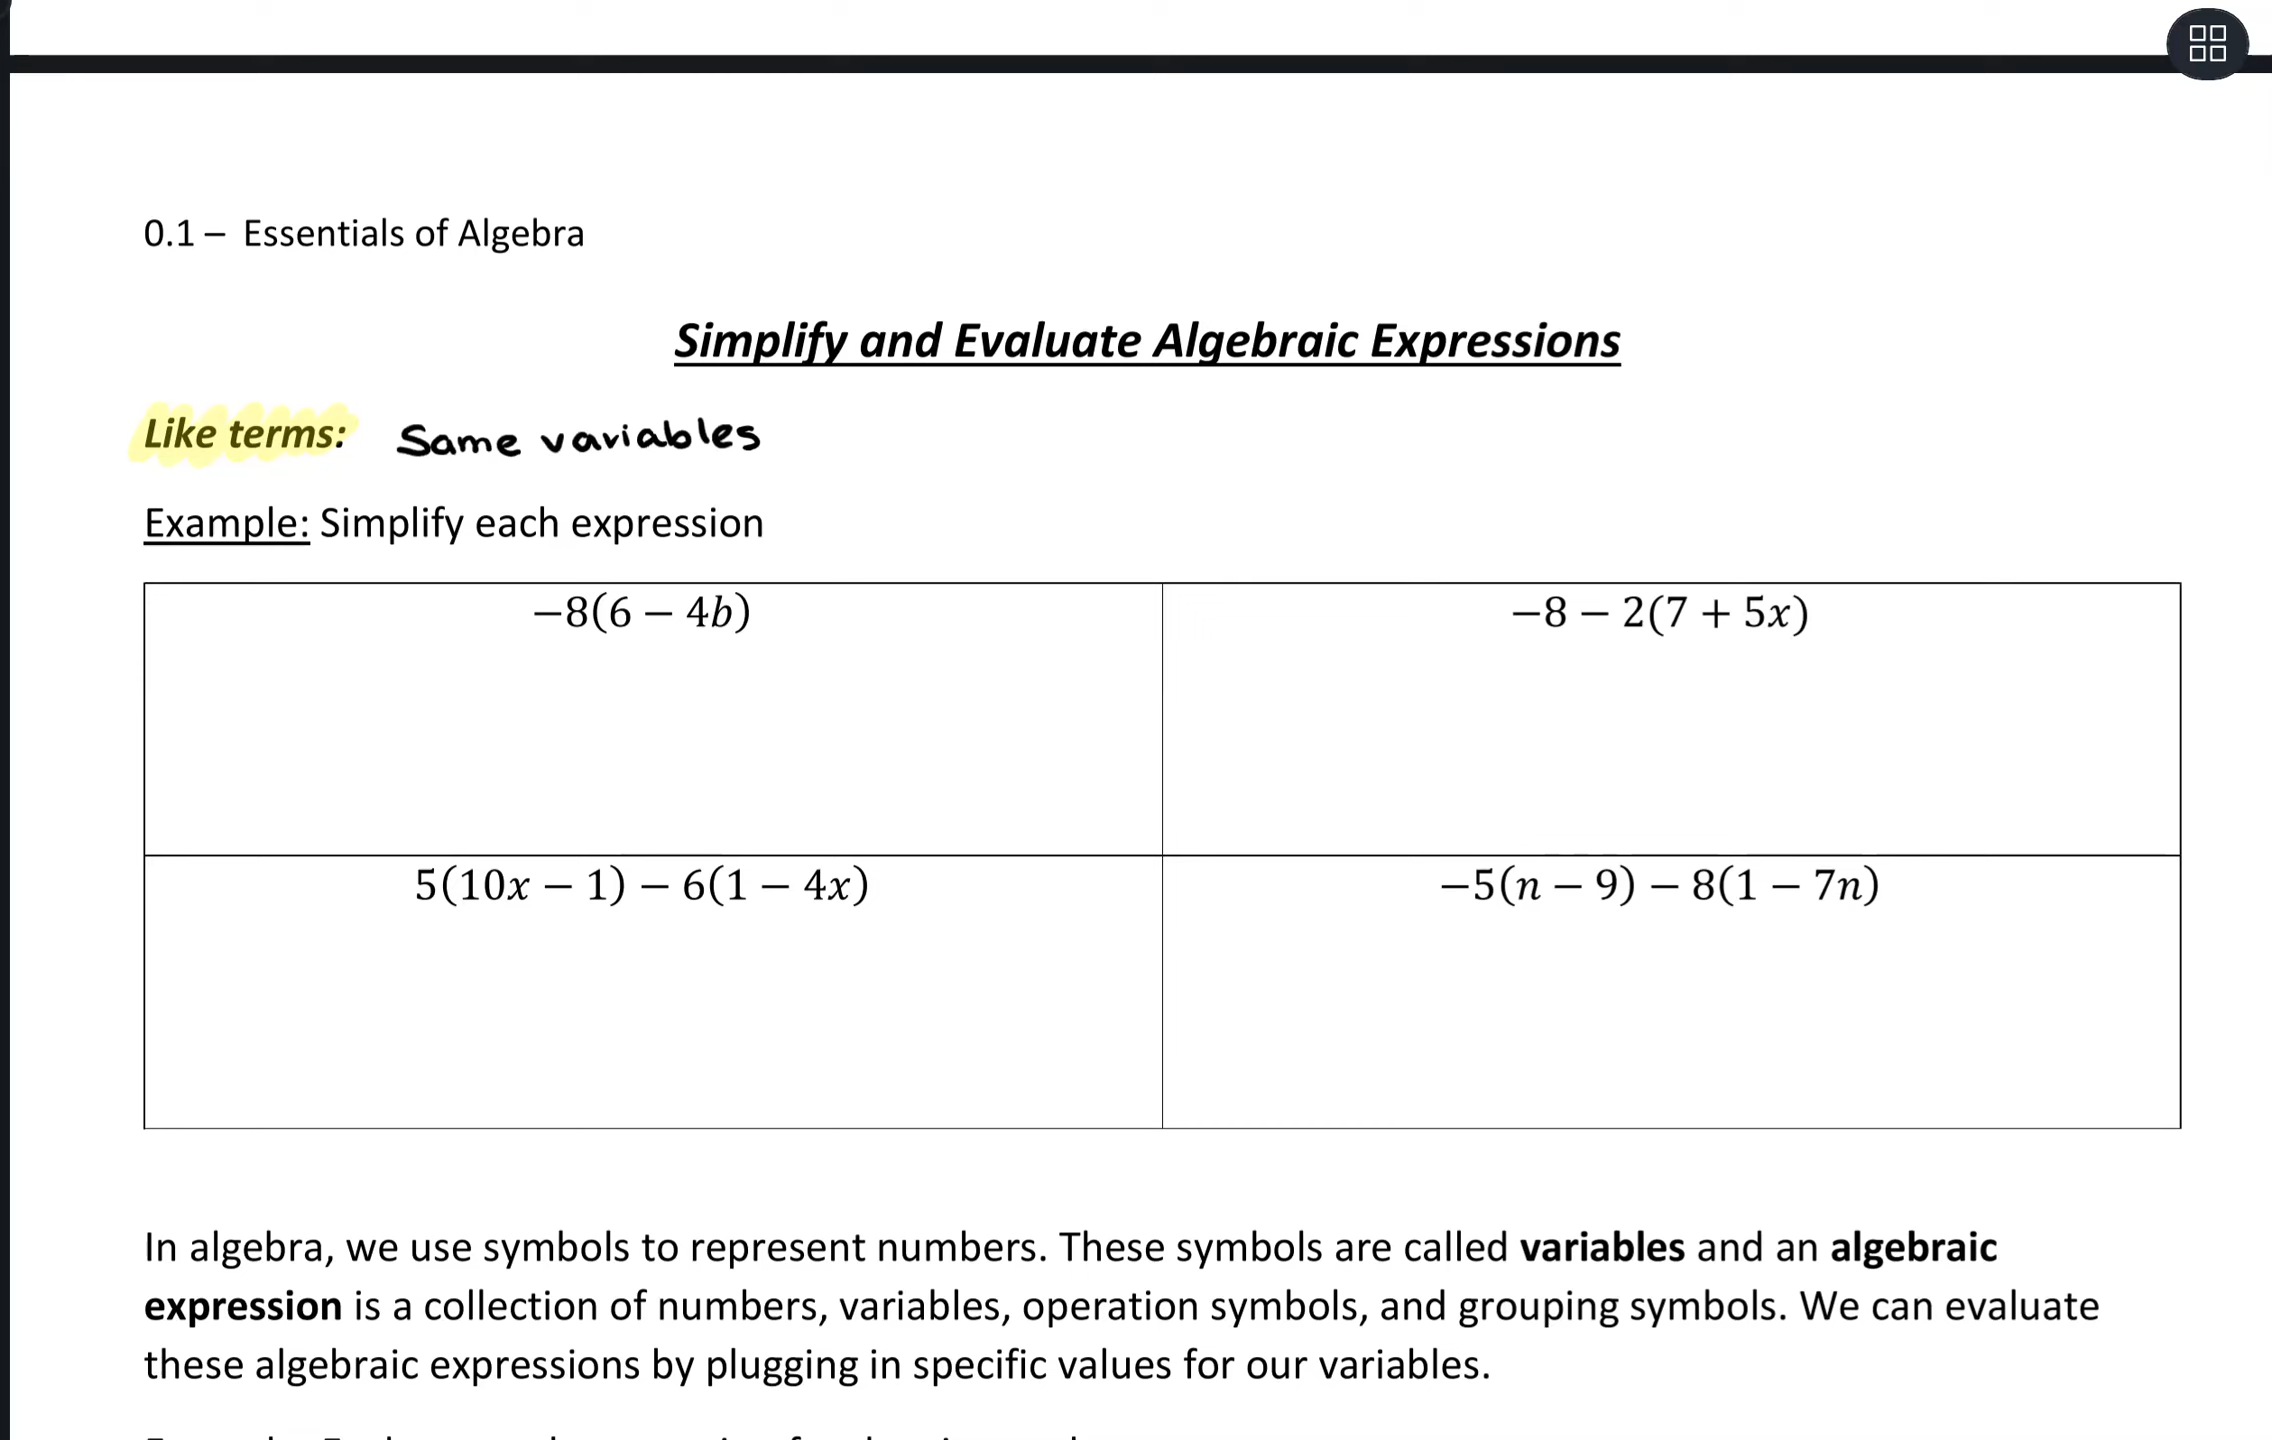 0.1 – Essentials of Algebra
Simplify and Evaluate Algebraic Expressions
Like terms: Same variables
Example: Simplify each expression
−8(6 − 4b)
−8 − 2(7 + 5x)
5(10x − 1) − 6(1 − 4x)
−5(n − 9) − 8(1 − 7n)
In algebra, we use symbols to represent numbers. These symbols are called variables and an algebraic
expression is a collection of numbers, variables, operation symbols, and grouping symbols. We can evaluate
these algebraic expressions by plugging in specific values for our variables.